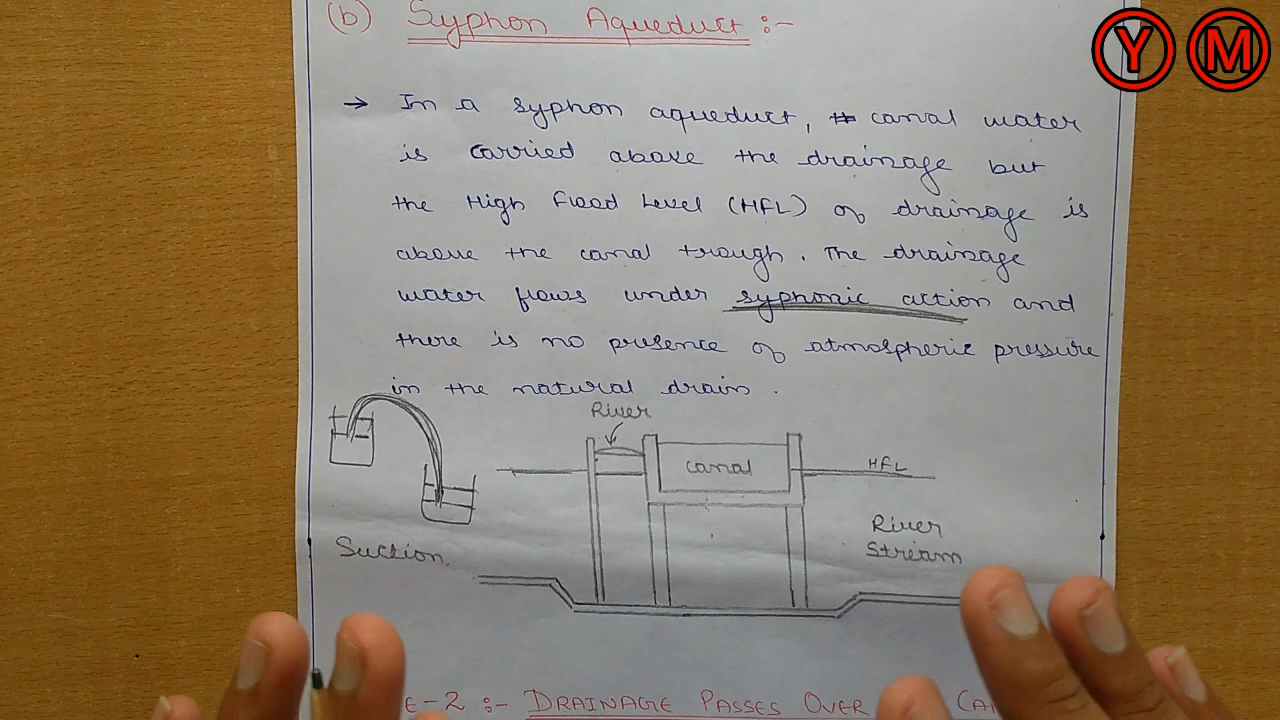 (b) Syphon Aqueduct :-
Y M
→ In a syphon aqueduct, canal water
is carried above the drainage but
the High Flood Level (HFL) of drainage is
above the canal trough. The drainage
water flows under syphonic action and
there is no presence of atmospheric pressure
in the natural drain.
River
canal
HFL
River
Stream
Suction
E-2 :- DRAINAGE PASSES OVER CA